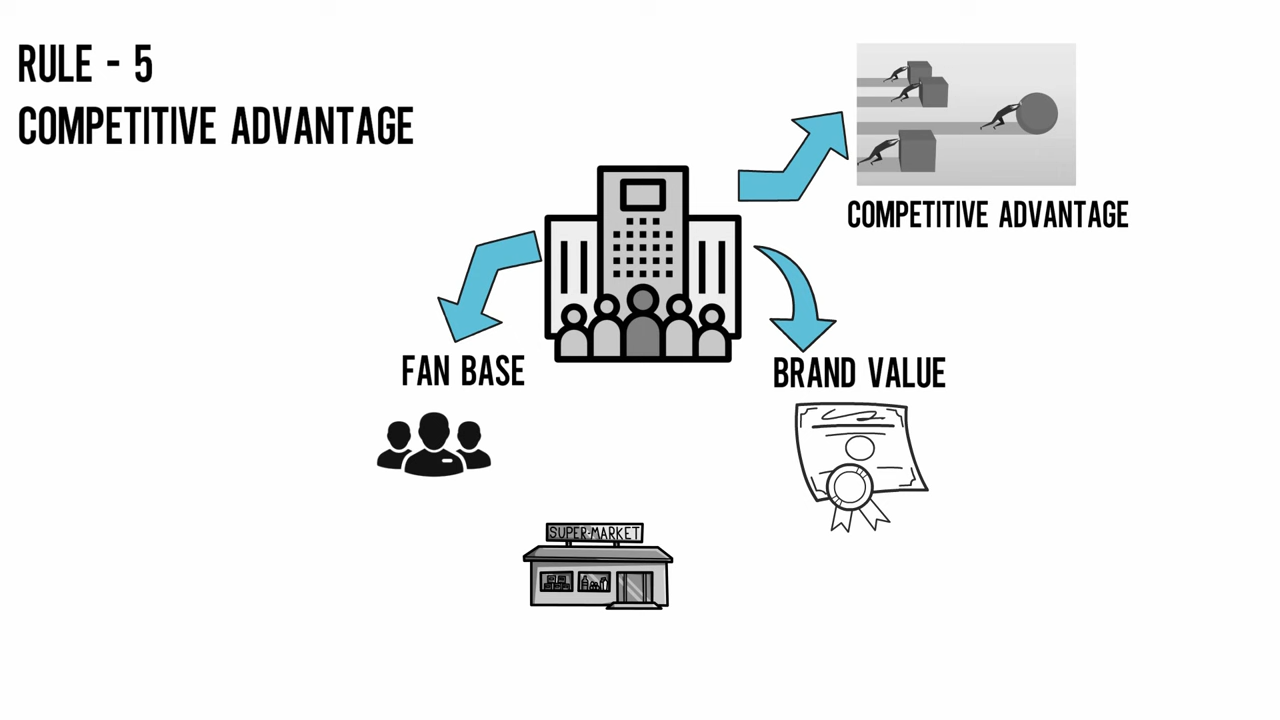 RULE - 5
COMPETITIVE ADVANTAGE
COMPETITIVE ADVANTAGE
FAN BASE
BRAND VALUE
SUPER-MARKET